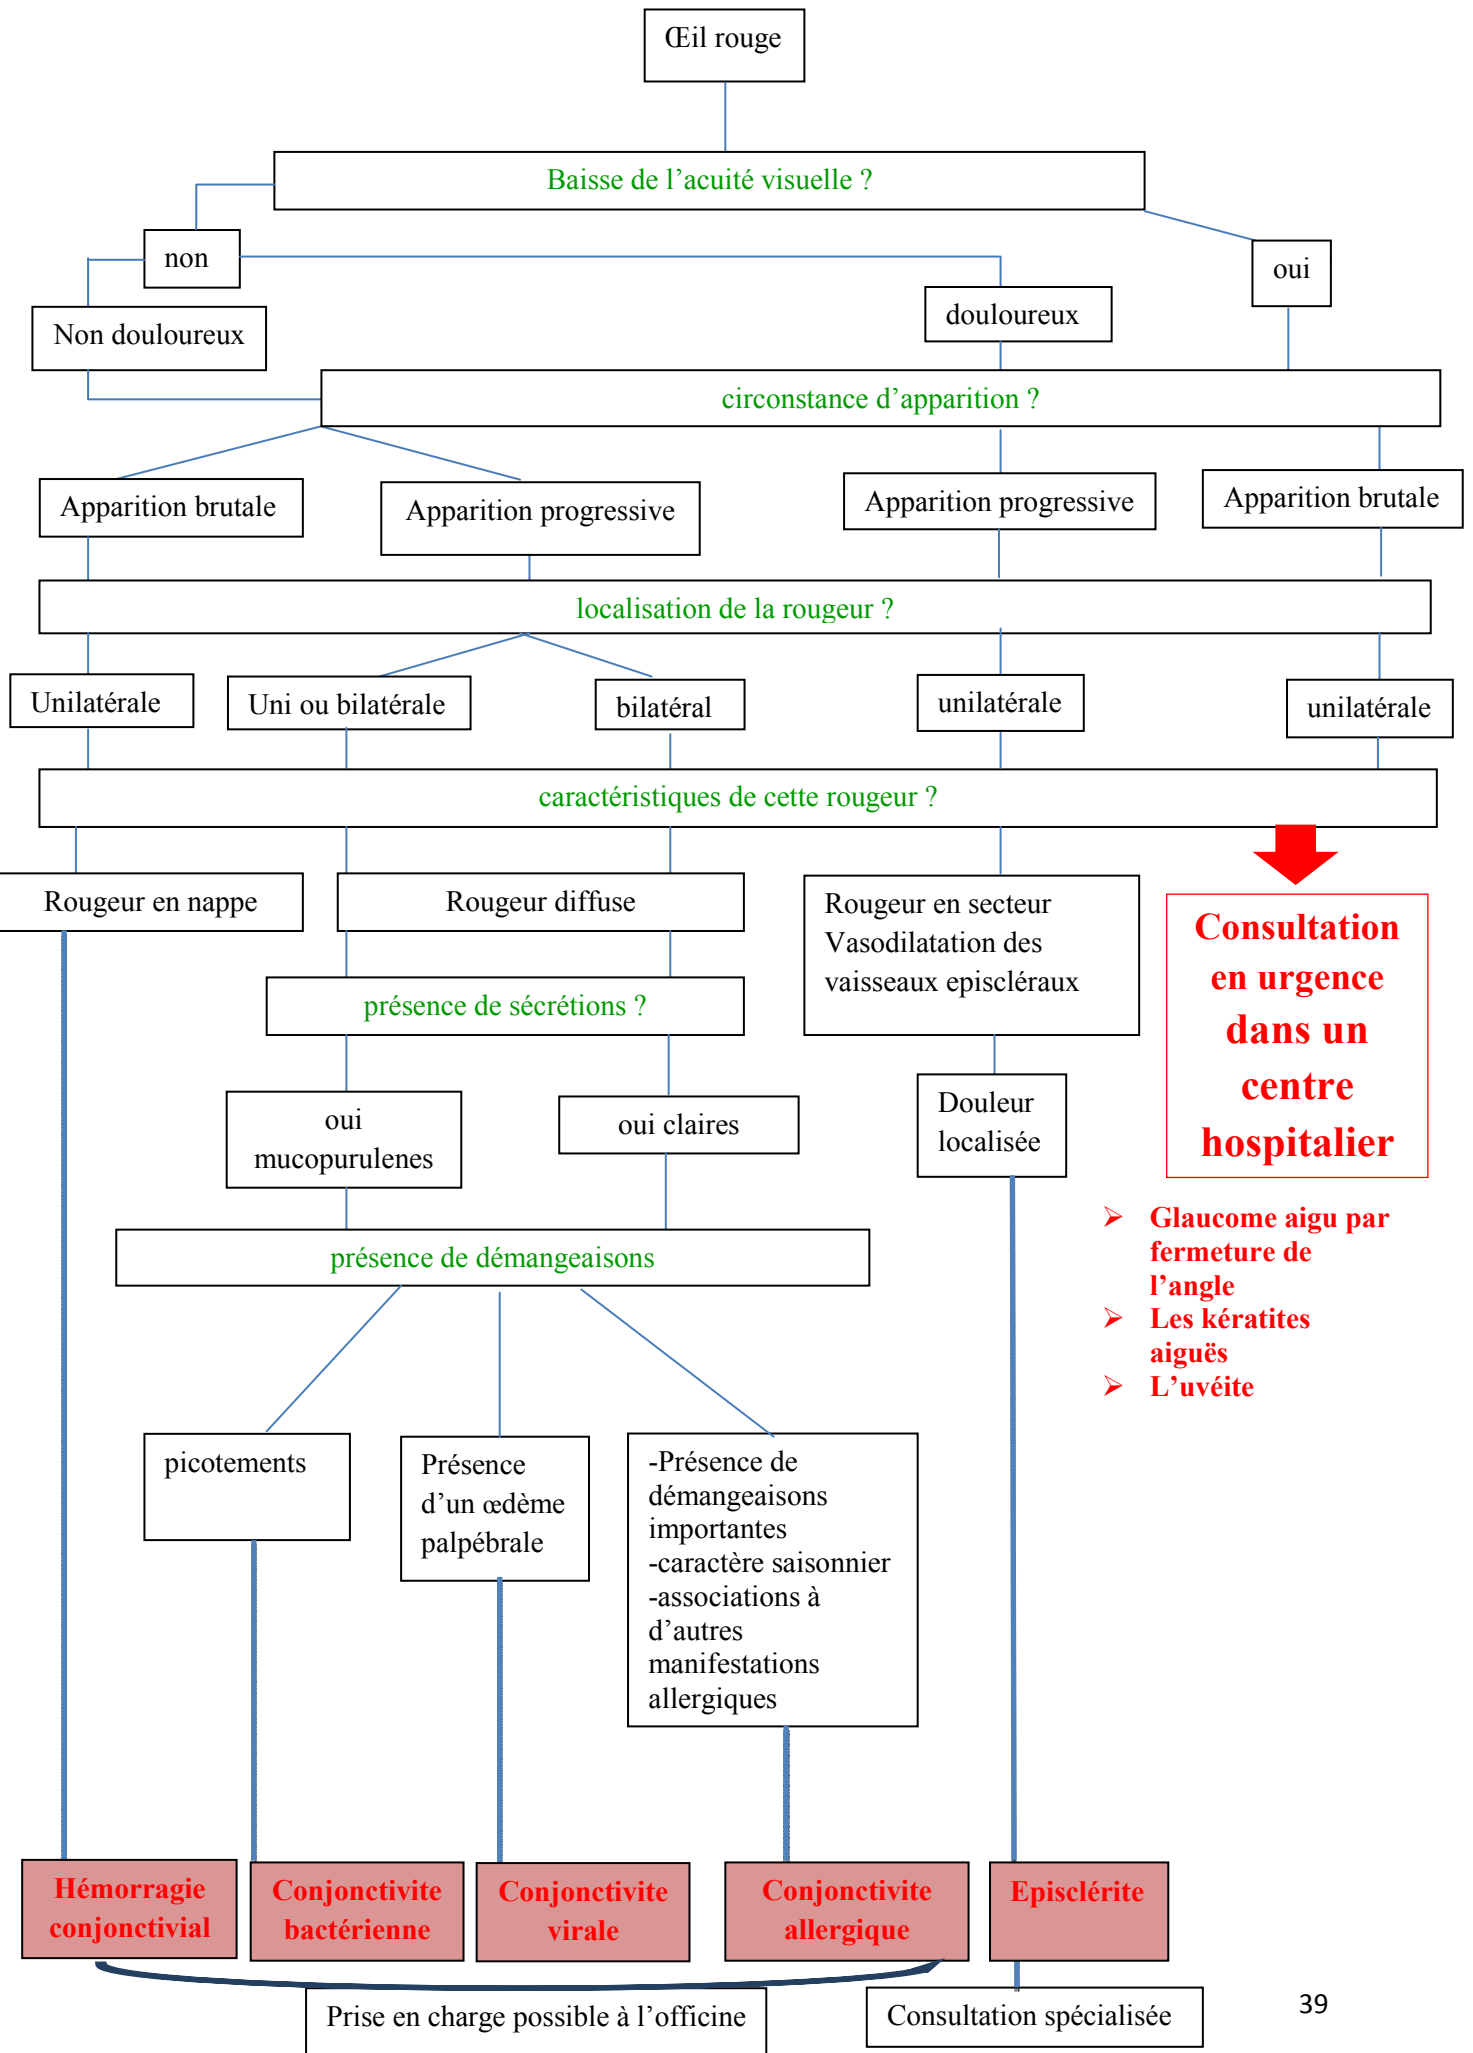 Œil rouge
Baisse de l’acuité visuelle ?
non
oui
Non douloureux
douloureux
circonstance d’apparition ?
Apparition brutale
Apparition progressive
Apparition progressive
Apparition brutale
localisation de la rougeur ?
Unilatérale
Uni ou bilatérale
bilatéral
unilatérale
unilatérale
caractéristiques de cette rougeur ?
Rougeur en nappe
Rougeur diffuse
Rougeur en secteur
Vasodilatation des
vaisseaux episcléraux
Consultation
en urgence
dans un
centre
hospitalier
présence de sécrétions ?
oui
mucopurulenes
oui claires
Douleur
localisée
➢ Glaucome aigu par
fermeture de
l’angle
➢ Les kératites
aiguës
➢ L’uvéite
présence de démangeaisons
picotements
Présence
d’un œdème
palpébrale
-Présence de
démangeaisons
importantes
-caractère saisonnier
-associations à
d’autres
manifestations
allergiques
Hémorragie
conjonctivial
Conjonctivite
bactérienne
Conjonctivite
virale
Conjonctivite
allergique
Episclérite
Prise en charge possible à l’officine
Consultation spécialisée
39